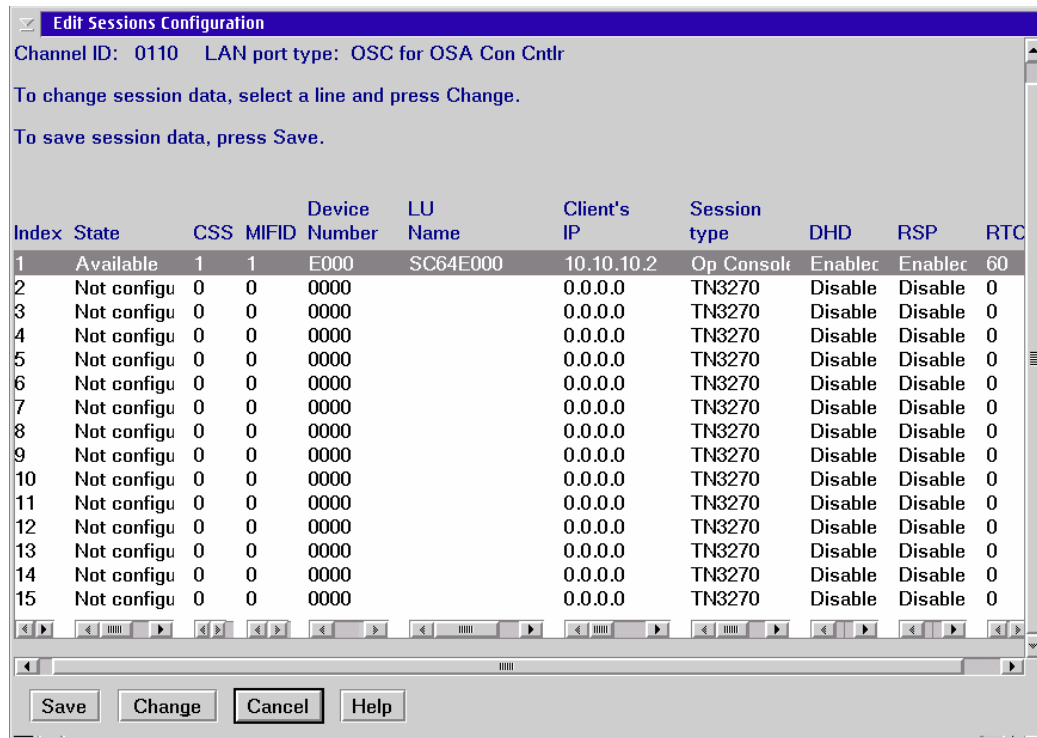 Edit Sessions Configuration
Channel ID: 0110 LAN port type: OSC for OSA Con Cntlr
To change session data, select a line and press Change.
To save session data, press Save.
Device LU Client's Session
Index State CSS MIFID Number Name IP type DHD RSP RTO
1 Available 1 1 E000 SC64E000 10.10.10.2 Op Console Enabled Enabled 60
2 Not configu 0 0 0000 0.0.0.0 TN3270 Disable Disable 0
3 Not configu 0 0 0000 0.0.0.0 TN3270 Disable Disable 0
4 Not configu 0 0 0000 0.0.0.0 TN3270 Disable Disable 0
5 Not configu 0 0 0000 0.0.0.0 TN3270 Disable Disable 0
6 Not configu 0 0 0000 0.0.0.0 TN3270 Disable Disable 0
7 Not configu 0 0 0000 0.0.0.0 TN3270 Disable Disable 0
8 Not configu 0 0 0000 0.0.0.0 TN3270 Disable Disable 0
9 Not configu 0 0 0000 0.0.0.0 TN3270 Disable Disable 0
10 Not configu 0 0 0000 0.0.0.0 TN3270 Disable Disable 0
11 Not configu 0 0 0000 0.0.0.0 TN3270 Disable Disable 0
12 Not configu 0 0 0000 0.0.0.0 TN3270 Disable Disable 0
13 Not configu 0 0 0000 0.0.0.0 TN3270 Disable Disable 0
14 Not configu 0 0 0000 0.0.0.0 TN3270 Disable Disable 0
15 Not configu 0 0 0000 0.0.0.0 TN3270 Disable Disable 0
Save Change Cancel Help